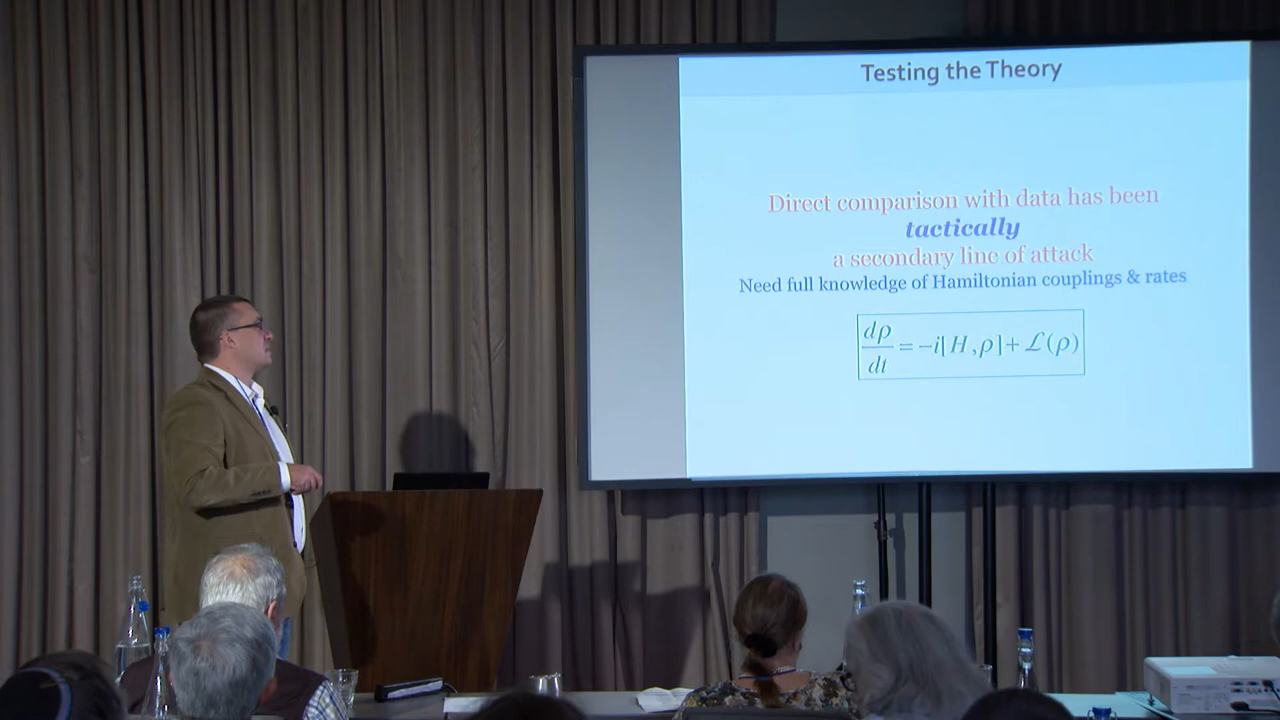 Testing the Theory
Direct comparison with data has been
tactically
a secondary line of attack
Need full knowledge of Hamiltonian couplings & rates
dρ/dt = -i[H,ρ]+ ℒ(ρ)